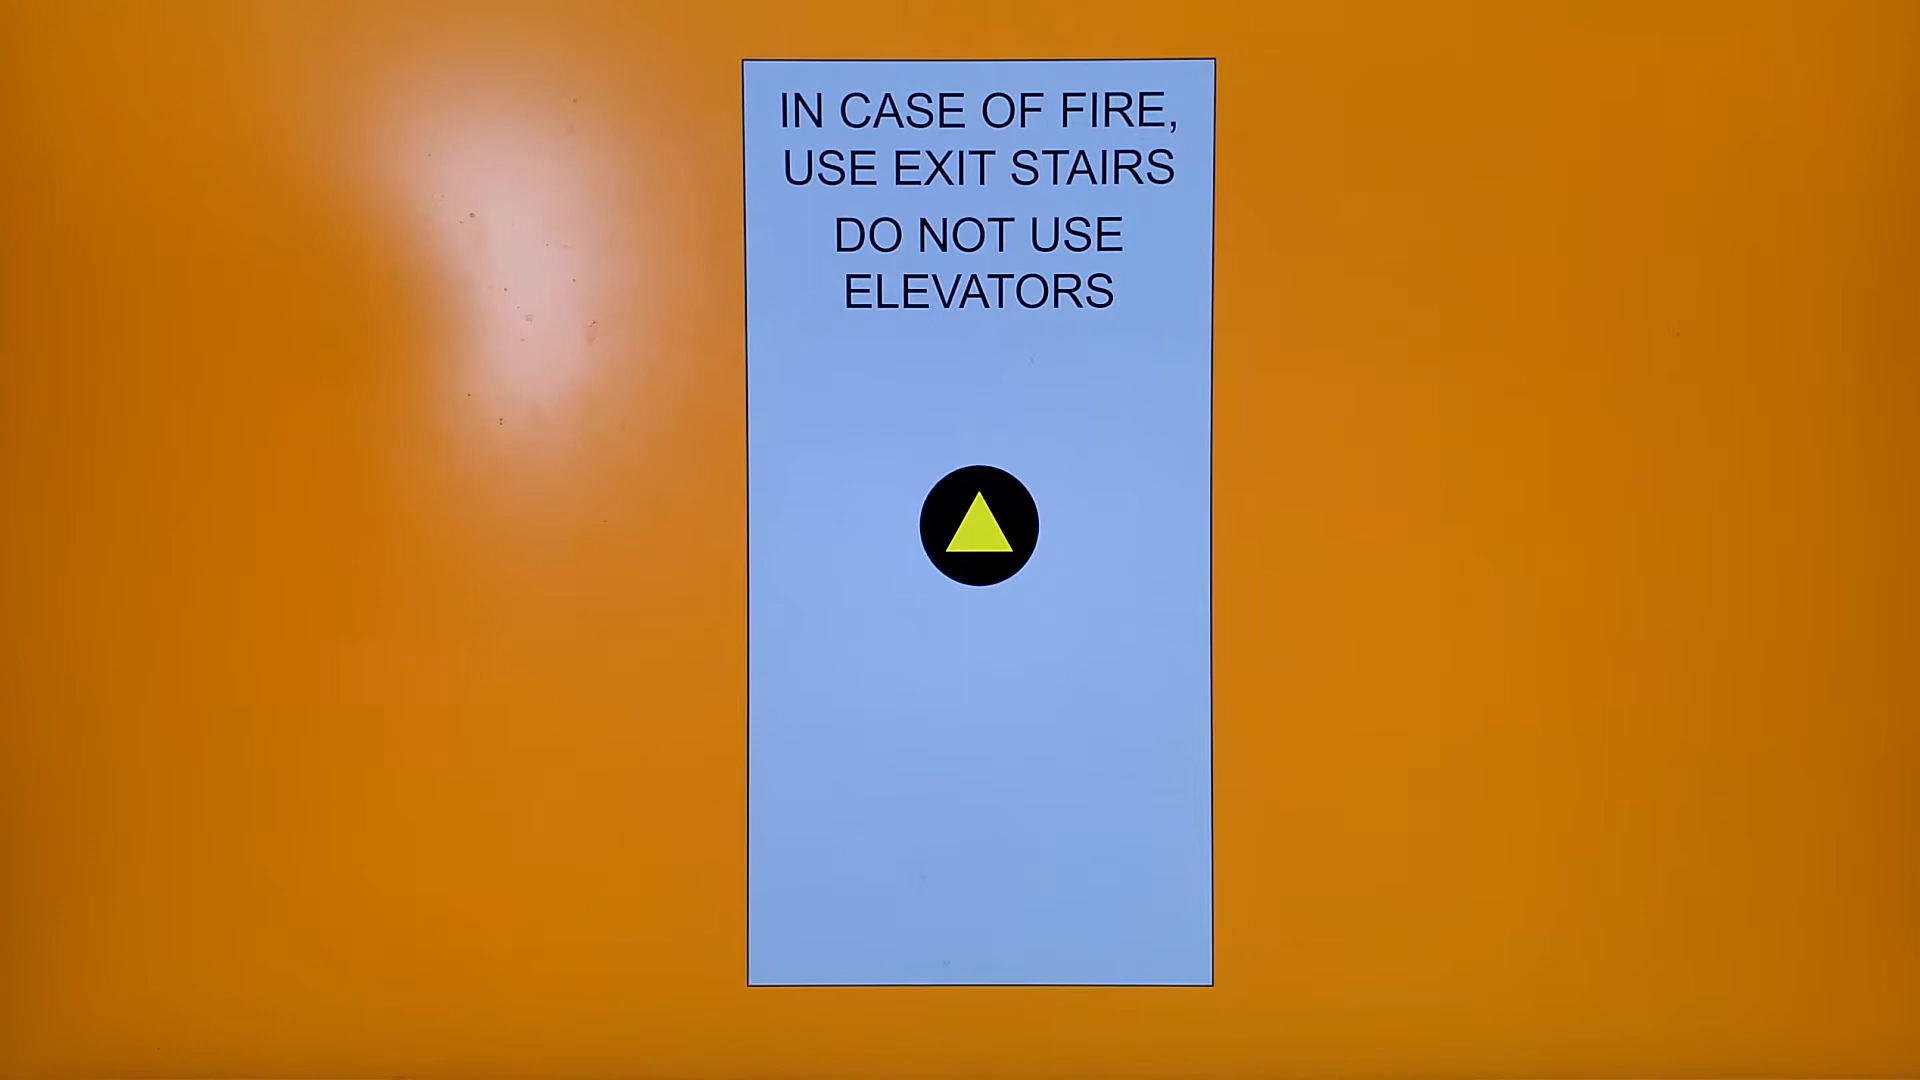 IN CASE OF FIRE,
USE EXIT STAIRS
DO NOT USE
ELEVATORS